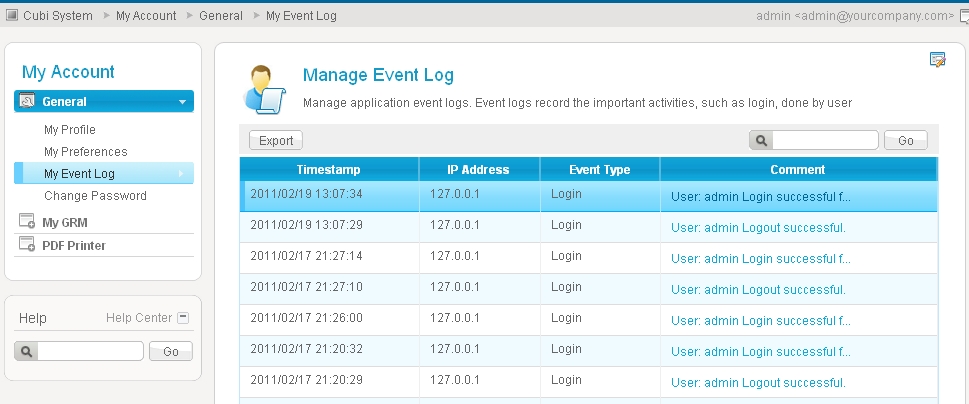 Cubi System My Account General My Event Log admin <admin@yourcompany.com>
My Account
General
My Profile
My Preferences
My Event Log
Change Password
My GRM
PDF Printer
Help Help Center
Go
Manage Event Log
Manage application event logs. Event logs record the important activities, such as login, done by user
Export Go
Timestamp IP Address Event Type Comment
2011/02/19 13:07:34 127.0.0.1 Login User: admin Login successful f...
2011/02/19 13:07:29 127.0.0.1 Login User: admin Logout successful.
2011/02/17 21:27:14 127.0.0.1 Login User: admin Login successful f...
2011/02/17 21:27:10 127.0.0.1 Login User: admin Logout successful.
2011/02/17 21:26:00 127.0.0.1 Login User: admin Login successful f...
2011/02/17 21:20:32 127.0.0.1 Login User: admin Login successful f...
2011/02/17 21:20:29 127.0.0.1 Login User: admin Logout successful.